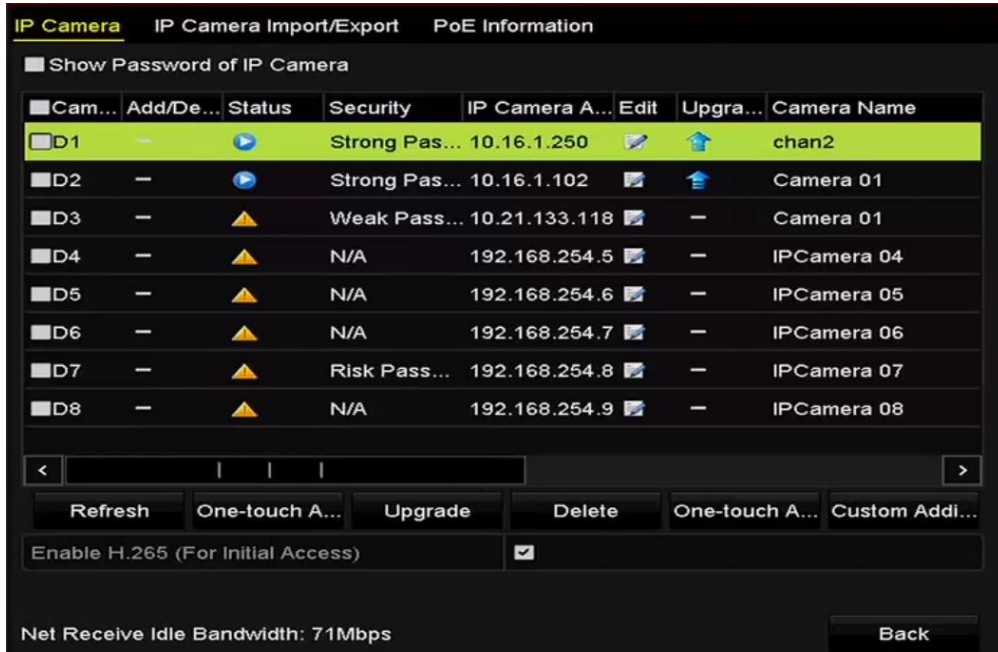 IP Camera IP Camera Import/Export PoE Information
Show Password of IP Camera
Cam... Add/De... Status Security IP Camera A... Edit Upgra... Camera Name
D1 – Strong Pas... 10.16.1.250 chan2
D2 – Strong Pas... 10.16.1.102 Camera 01
D3 – Weak Pass... 10.21.133.118 – Camera 01
D4 – N/A 192.168.254.5 – IPCamera 04
D5 – N/A 192.168.254.6 – IPCamera 05
D6 – N/A 192.168.254.7 – IPCamera 06
D7 – Risk Pass... 192.168.254.8 – IPCamera 07
D8 – N/A 192.168.254.9 – IPCamera 08
< >
Refresh One-touch A... Upgrade Delete One-touch A... Custom Addi...
Enable H.265 (For Initial Access)
Net Receive Idle Bandwidth: 71Mbps Back